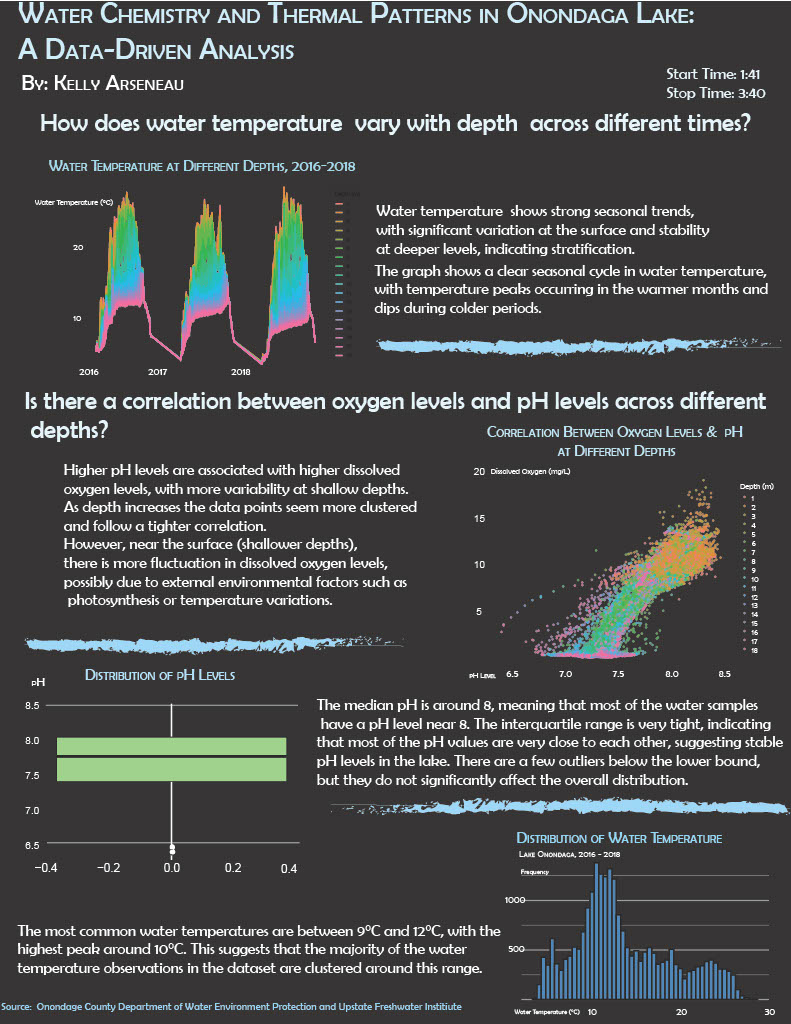 Water Chemistry and Thermal Patterns in Onondaga Lake:
A Data-Driven Analysis
By: Kelly Arseneau
Start Time: 1:41
Stop Time: 3:40
How does water temperature vary with depth across different times?
Water Temperature at Different Depths, 2016-2018
Water Temperature (°C)
20
10
2016 2017 2018
Water temperature shows strong seasonal trends,
with significant variation at the surface and stability
at deeper levels, indicating stratification.
The graph shows a clear seasonal cycle in water temperature,
with temperature peaks occurring in the warmer months and
dips during colder periods.
Is there a correlation between oxygen levels and pH levels across different
depths?
Higher pH levels are associated with higher dissolved
oxygen levels, with more variability at shallow depths.
As depth increases the data points seem more clustered
and follow a tighter correlation.
However, near the surface (shallower depths),
there is more fluctuation in dissolved oxygen levels,
possibly due to external environmental factors such as
photosynthesis or temperature variations.
Correlation Between Oxygen Levels & pH
at Different Depths
20 Dissolved Oxygen (mg/L)
15
10
5
pH Level 6.5 7.0 7.5 8.0 8.5
Depth (m)
1
2
3
4
5
6
7
8
9
10
11
12
13
14
15
16
17
18
Distribution of pH Levels
pH
8.5
8.0
7.5
7.0
6.5
−0.4 −0.2 0.0 0.2 0.4
The median pH is around 8, meaning that most of the water samples
have a pH level near 8. The interquartile range is very tight, indicating
that most of the pH values are very close to each other, suggesting stable
pH levels in the lake. There are a few outliers below the lower bound,
but they do not significantly affect the overall distribution.
Distribution of Water Temperature
Lake Onondaga, 2016 - 2018
Frequency
1000
500
Water Temperature (°C) 10 20 30
The most common water temperatures are between 9°C and 12°C, with the
highest peak around 10°C. This suggests that the majority of the water
temperature observations in the dataset are clustered around this range.
Source: Onondage County Department of Water Environment Protection and Upstate Freshwater Institiute